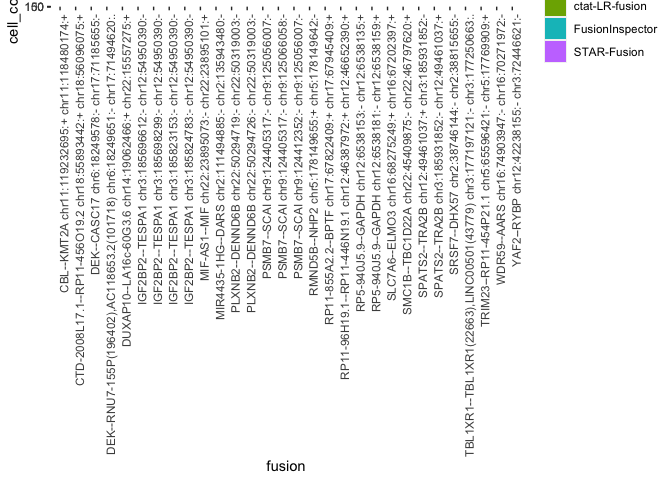 cell_co
160
ctat-LR-fusion
FusionInspector
STAR-Fusion
CBL--KMT2A chr11:119232695:+ chr11:118480174:+
CTD-2008L17.1--RP11-456O19.2 chr18:55893442:+ chr18:56096075:+
DEK--CASC17 chr6:18249578:- chr17:71185655:-
DEK--RNU7-155P(196402),AC118653.2(101718) chr6:18249651:- chr17:71494620:.
DUXAP10--LA16c-60G3.6 chr14:19062466:+ chr22:15557275:+
IGF2BP2--TESPA1 chr3:185696612:- chr12:54950390:-
IGF2BP2--TESPA1 chr3:185698299:- chr12:54950390:-
IGF2BP2--TESPA1 chr3:185823153:- chr12:54950390:-
IGF2BP2--TESPA1 chr3:185824783:- chr12:54950390:-
MIF-AS1--MIF chr22:23895073:- chr22:23895101:+
MIR4435-1HG--DARS chr2:111494885:- chr2:135943480:-
PLXNB2--DENND6B chr22:50294719:- chr22:50319003:-
PLXNB2--DENND6B chr22:50294726:- chr22:50319003:-
PSMB7--SCAI chr9:124405317:- chr9:125056007:-
PSMB7--SCAI chr9:124405317:- chr9:125066058:-
PSMB7--SCAI chr9:124412352:- chr9:125056007:-
RMND5B--NHP2 chr5:178149655:+ chr5:178149642:-
RP11-855A2.2--BPTF chr17:67822409:+ chr17:67945409:+
RP11-96H19.1--RP11-446N19.1 chr12:46387972:+ chr12:46652390:+
RP5-940J5.9--GAPDH chr12:6538153:- chr12:6538135:+
RP5-940J5.9--GAPDH chr12:6538181:- chr12:6538159:+
SLC7A6--ELMO3 chr16:68275249:+ chr16:67202397:+
SMC1B--TBC1D22A chr22:45409875:- chr22:46797620:+
SPATS2--TRA2B chr12:49461037:+ chr3:185931852:-
SPATS2--TRA2B chr3:185931852:- chr12:49461037:+
SRSF7--DHX57 chr2:38746144:- chr2:38815655:-
TBL1XR1--TBL1XR1(22663),LINC00501(43779) chr3:177197121:- chr3:177250663:.
TRIM23--RP11-454P21.1 chr5:65596421:- chr5:177699909:+
WDR59--AARS chr16:74903947:- chr16:70271972:-
YAF2--RYBP chr12:42238155:- chr3:72446621:-
fusion